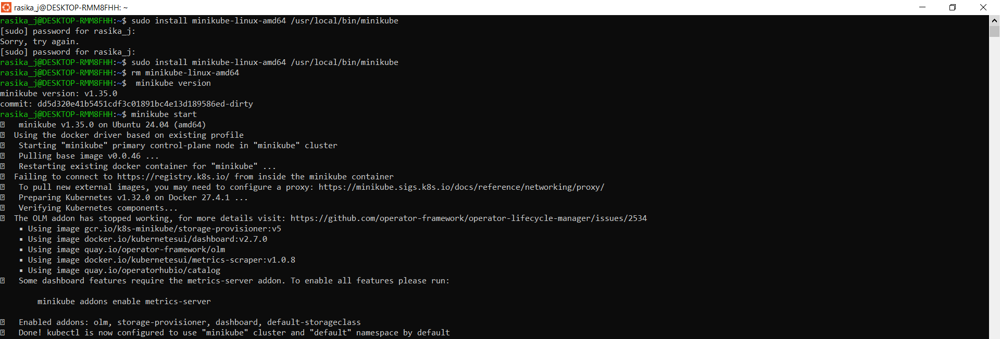 rasika_j@DESKTOP-RMM8FHH: ~
rasika_j@DESKTOP-RMM8FHH:~$ sudo install minikube-linux-amd64 /usr/local/bin/minikube
[sudo] password for rasika_j:
Sorry, try again.
[sudo] password for rasika_j:
rasika_j@DESKTOP-RMM8FHH:~$ sudo install minikube-linux-amd64 /usr/local/bin/minikube
rasika_j@DESKTOP-RMM8FHH:~$ rm minikube-linux-amd64
rasika_j@DESKTOP-RMM8FHH:~$  minikube version
minikube version: v1.35.0
commit: dd5d320e41b5451cdf3c01891bc4e13d189586ed-dirty
rasika_j@DESKTOP-RMM8FHH:~$ minikube start
minikube v1.35.0 on Ubuntu 24.04 (amd64)
Using the docker driver based on existing profile
Starting "minikube" primary control-plane node in "minikube" cluster
Pulling base image v0.0.46 ...
Restarting existing docker container for "minikube" ...
Failing to connect to https://registry.k8s.io/ from inside the minikube container
To pull new external images, you may need to configure a proxy: https://minikube.sigs.k8s.io/docs/reference/networking/proxy/
Preparing Kubernetes v1.32.0 on Docker 27.4.1 ...
Verifying Kubernetes components...
The OLM addon has stopped working, for more details visit: https://github.com/operator-framework/operator-lifecycle-manager/issues/2534
▪ Using image gcr.io/k8s-minikube/storage-provisioner:v5
▪ Using image docker.io/kubernetesui/dashboard:v2.7.0
▪ Using image quay.io/operator-framework/olm
▪ Using image docker.io/kubernetesui/metrics-scraper:v1.0.8
▪ Using image quay.io/operatorhubio/catalog
Some dashboard features require the metrics-server addon. To enable all features please run:
minikube addons enable metrics-server
Enabled addons: olm, storage-provisioner, dashboard, default-storageclass
Done! kubectl is now configured to use "minikube" cluster and "default" namespace by default